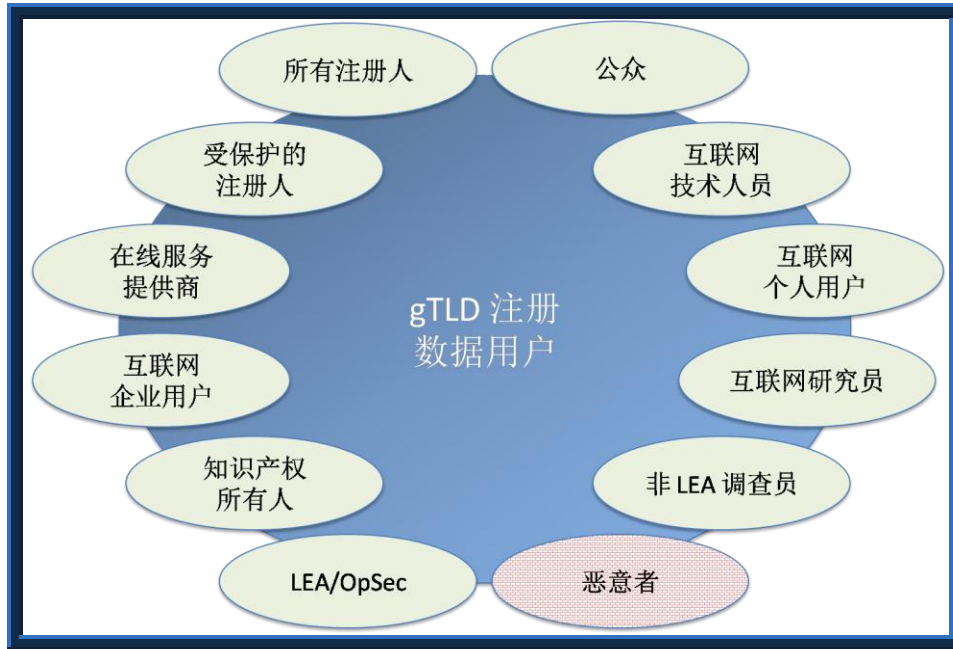 所有注册人
公众
受保护的
注册人
互联网
技术人员
在线服务
提供商
互联网
个人用户
gTLD 注册
数据用户
互联网
企业用户
互联网研究员
知识产权
所有人
非 LEA 调查员
LEA/OpSec
恶意者